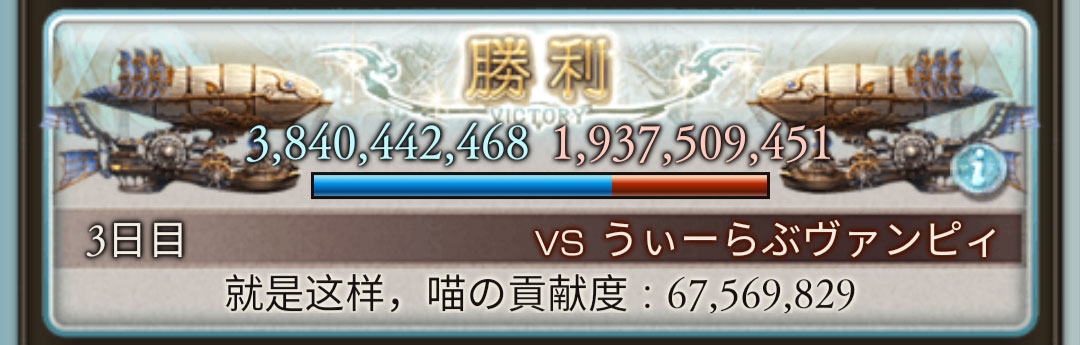 勝利
VICTORY
3,840,442,468 1,937,509,451
i
3日目 vs うぃーらぶヴァンピィ
就是这样，喵の貢献度：67,569,829